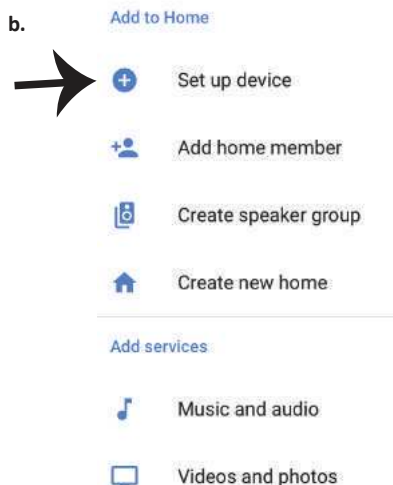 b.
Add to Home
Set up device
Add home member
Create speaker group
Create new home
Add services
Music and audio
Videos and photos